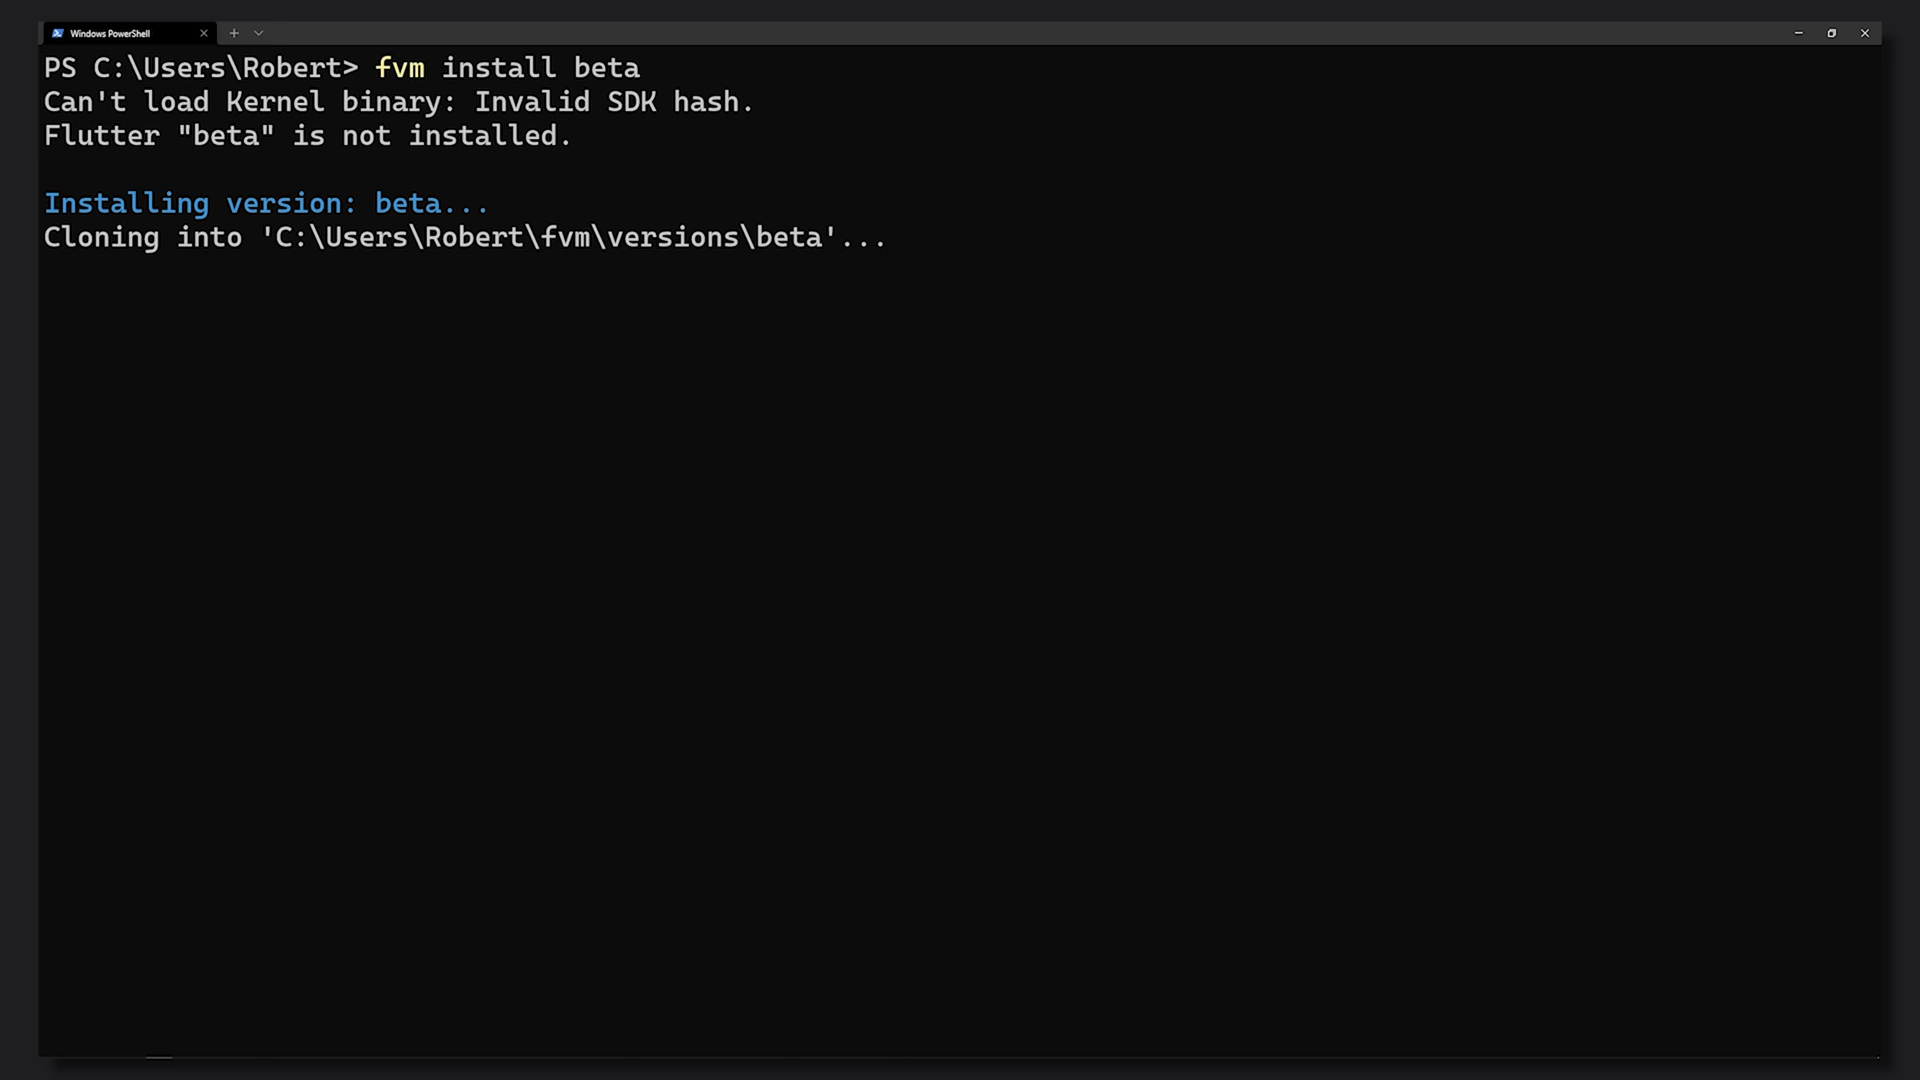 Windows PowerShell
PS C:\Users\Robert> fvm install beta
Can't load Kernel binary: Invalid SDK hash.
Flutter "beta" is not installed.
Installing version: beta...
Cloning into 'C:\Users\Robert\fvm\versions\beta'...